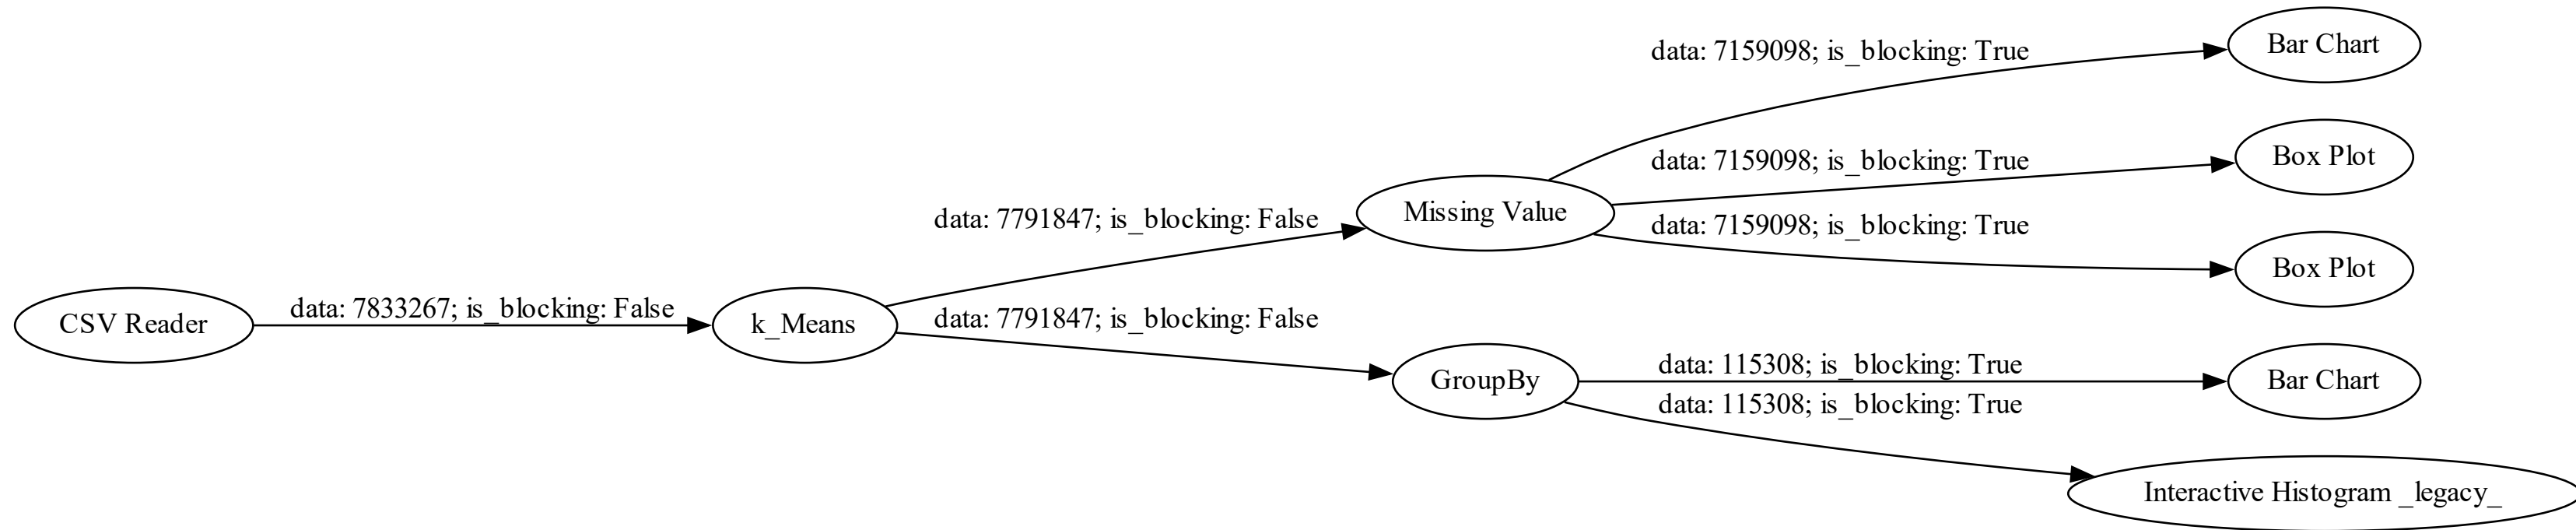 Bar Chart
data: 7159098; is_blocking: True
Box Plot
data: 7159098; is_blocking: True
Missing Value
data: 7791847; is_blocking: False
data: 7159098; is_blocking: True
Box Plot
CSV Reader
data: 7833267; is_blocking: False
k_Means
data: 7791847; is_blocking: False
GroupBy
data: 115308; is_blocking: True
Bar Chart
data: 115308; is_blocking: True
Interactive Histogram _legacy_